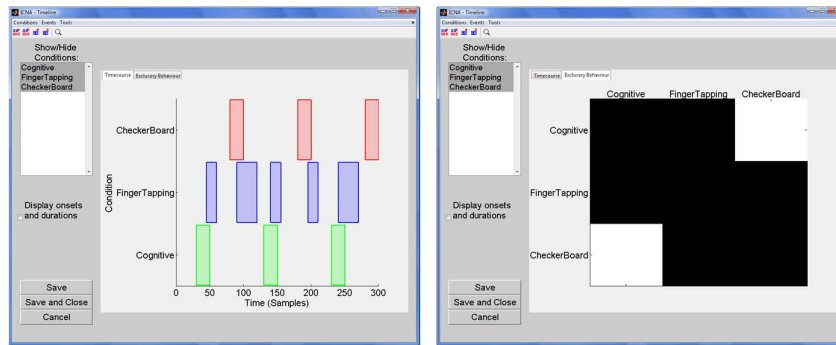 ICNA - Timeline
Conditions Events Tools
Show/Hide
Conditions:
Cognitive
FingerTapping
CheckerBoard
Display onsets
and durations
Save
Save and Close
Cancel
Timecourse Exclusory Behaviour
CheckerBoard
FingerTapping
Cognitive
Condition
0 50 100 150 200 250 300
Time (Samples)
ICNA - Timeline
Conditions Events Tools
Show/Hide
Conditions:
Cognitive
FingerTapping
CheckerBoard
Display onsets
and durations
Save
Save and Close
Cancel
Timecourse Exclusory Behaviour
Cognitive FingerTapping CheckerBoard
Cognitive
FingerTapping
CheckerBoard